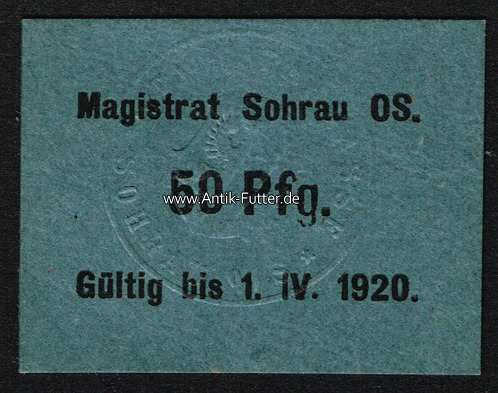 Magistrat Sohrau OS.
50 Pfg.
www.Antik-Futter.de
Gültig bis 1. IV. 1920.